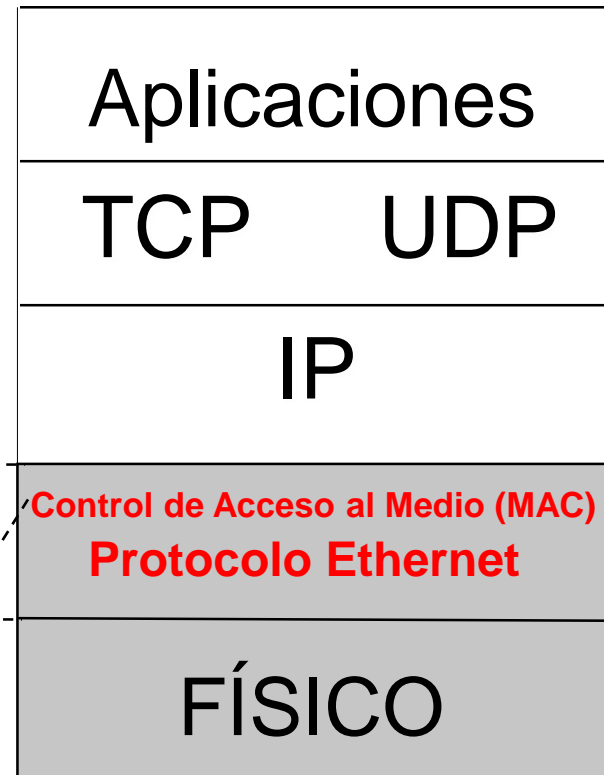 Aplicaciones
TCP UDP
IP
Control de Acceso al Medio (MAC)
Protocolo Ethernet
FÍSICO